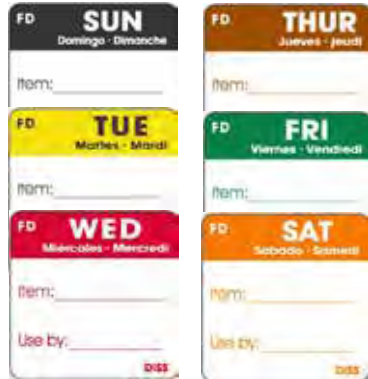 FD SUN
Domingo · Dimanche
Item:
FD TUE
Martes · Mardi
Item:
FD WED
Miercoles · Mercredi
Item:
Use by:
DISS
FD THUR
Jueves · Jeudi
Item:
FD FRI
Viernes · Vendredi
Item:
FD SAT
Sabado · Samedi
Item:
Use by:
DISS